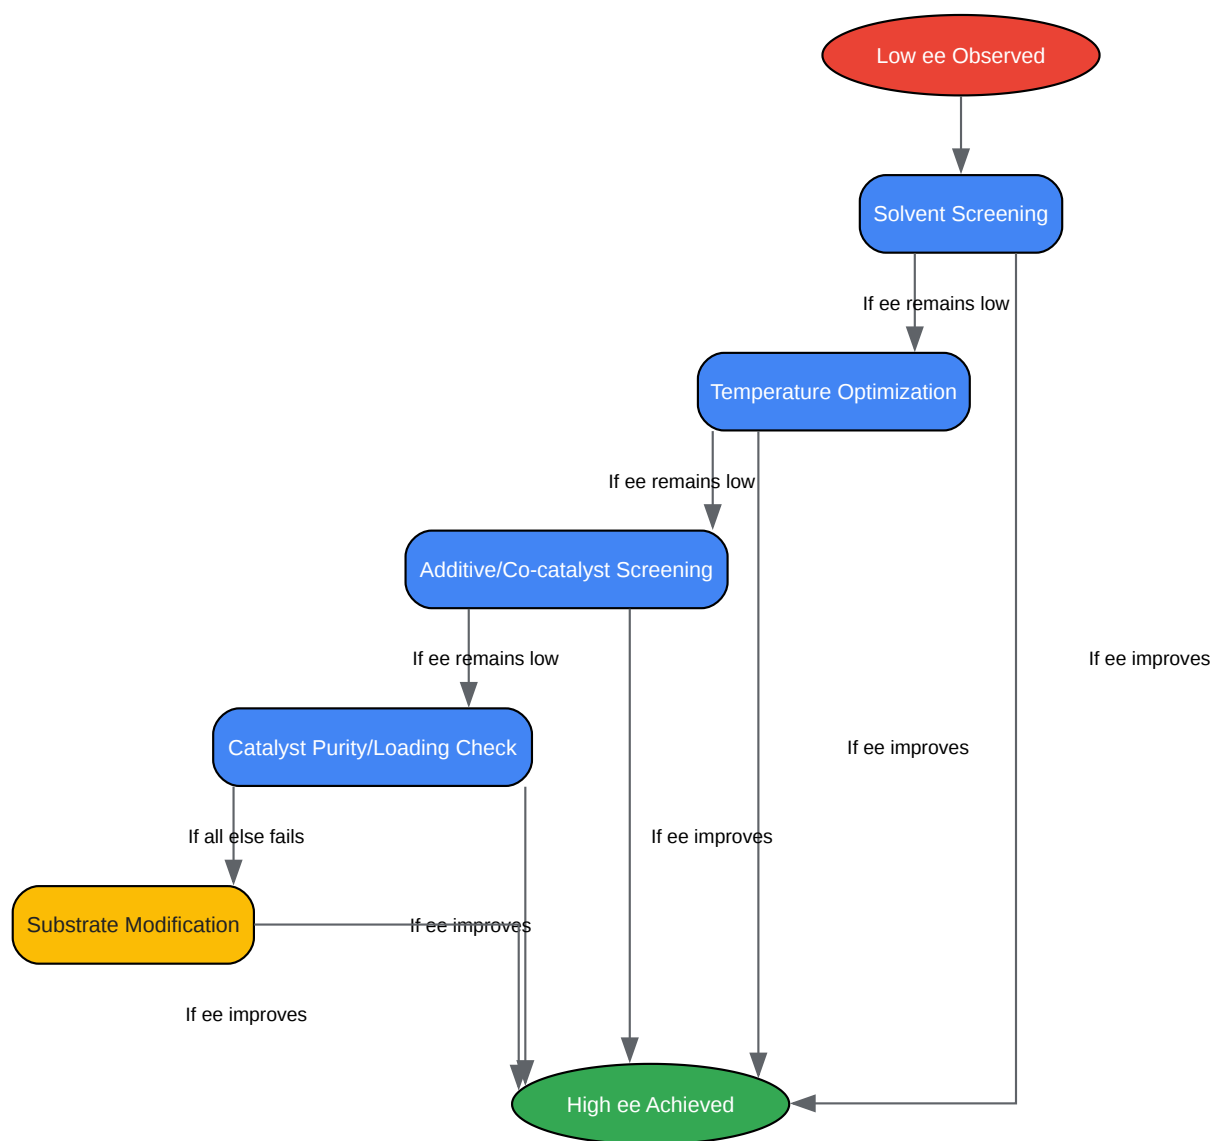 Low ee Observed
Solvent Screening
If ee remains low
Temperature Optimization
If ee remains low
Additive/Co-catalyst Screening
If ee remains low
If ee improves
Catalyst Purity/Loading Check
If ee improves
If all else fails
If ee improves
Substrate Modification
If ee improves
If ee improves
High ee Achieved